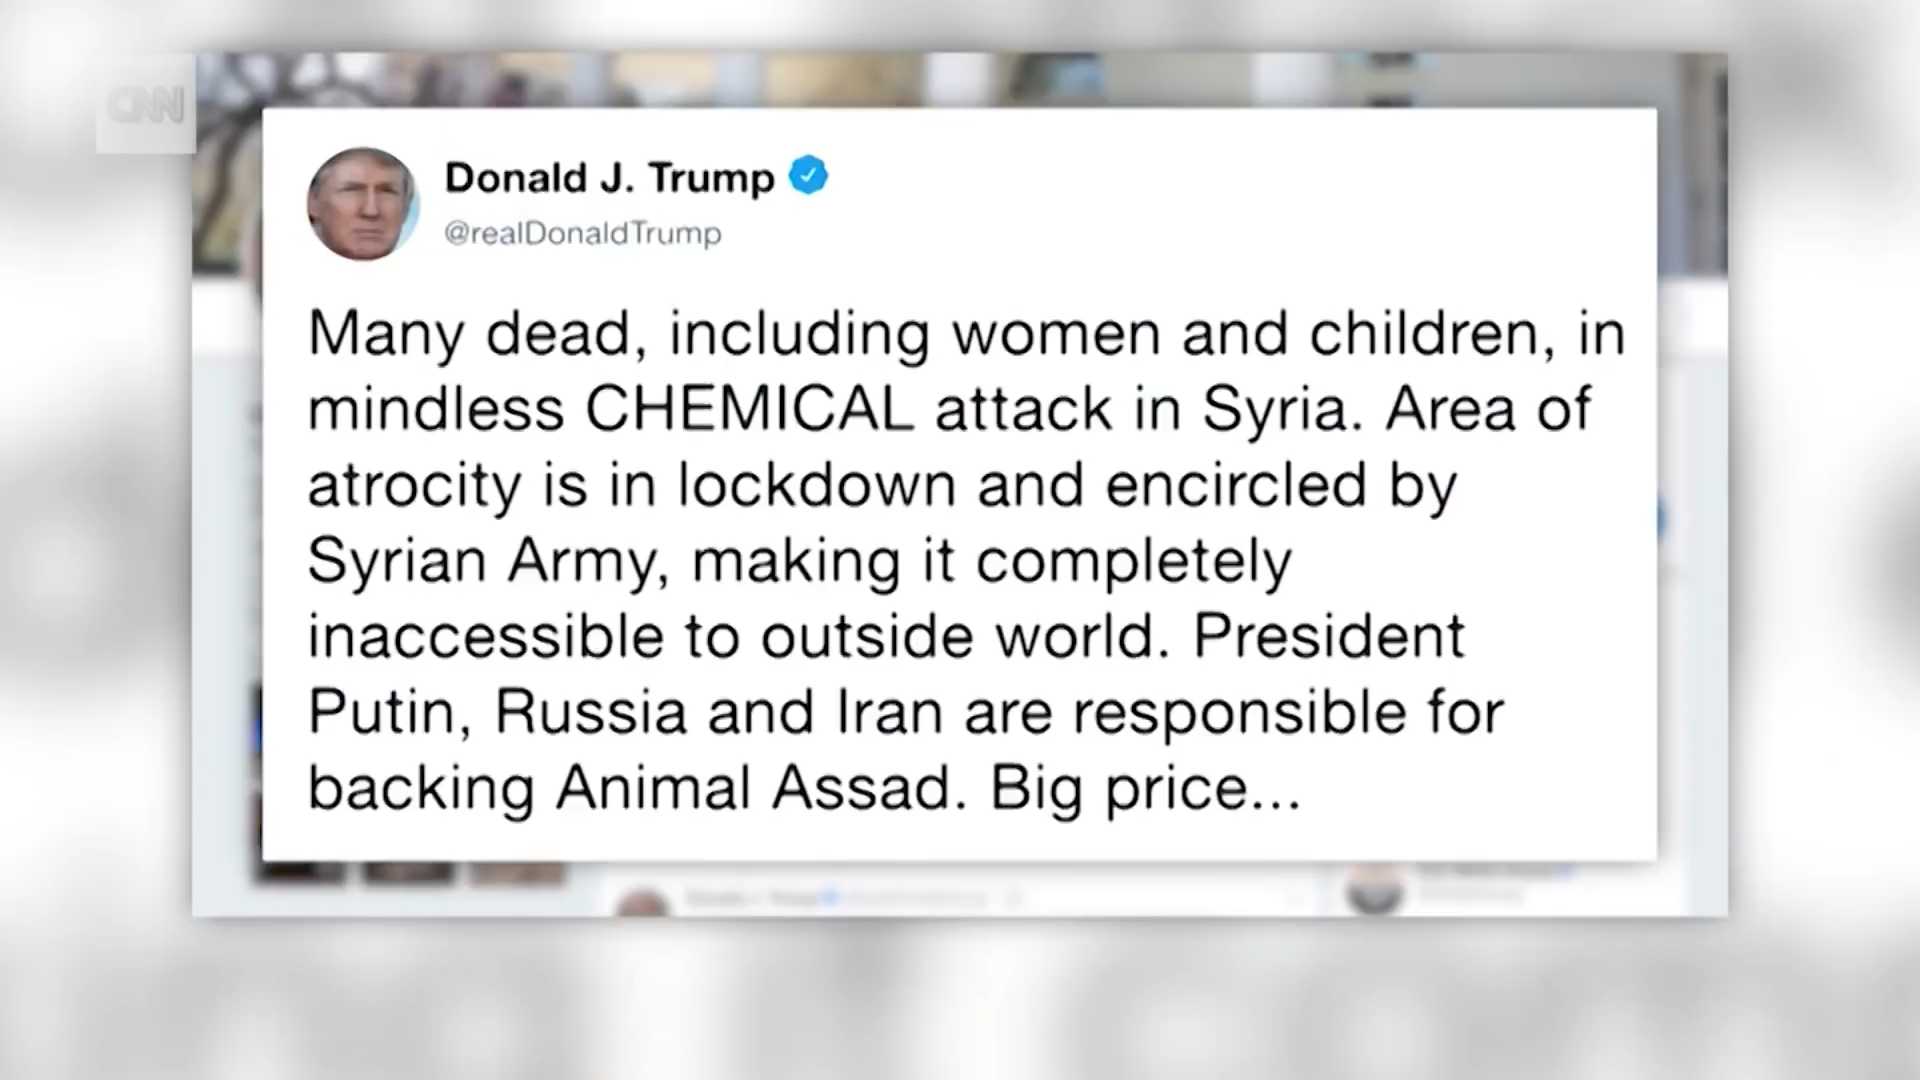 CNN
Donald J. Trump
@realDonaldTrump
Many dead, including women and children, in
mindless CHEMICAL attack in Syria. Area of
atrocity is in lockdown and encircled by
Syrian Army, making it completely
inaccessible to outside world. President
Putin, Russia and Iran are responsible for
backing Animal Assad. Big price...